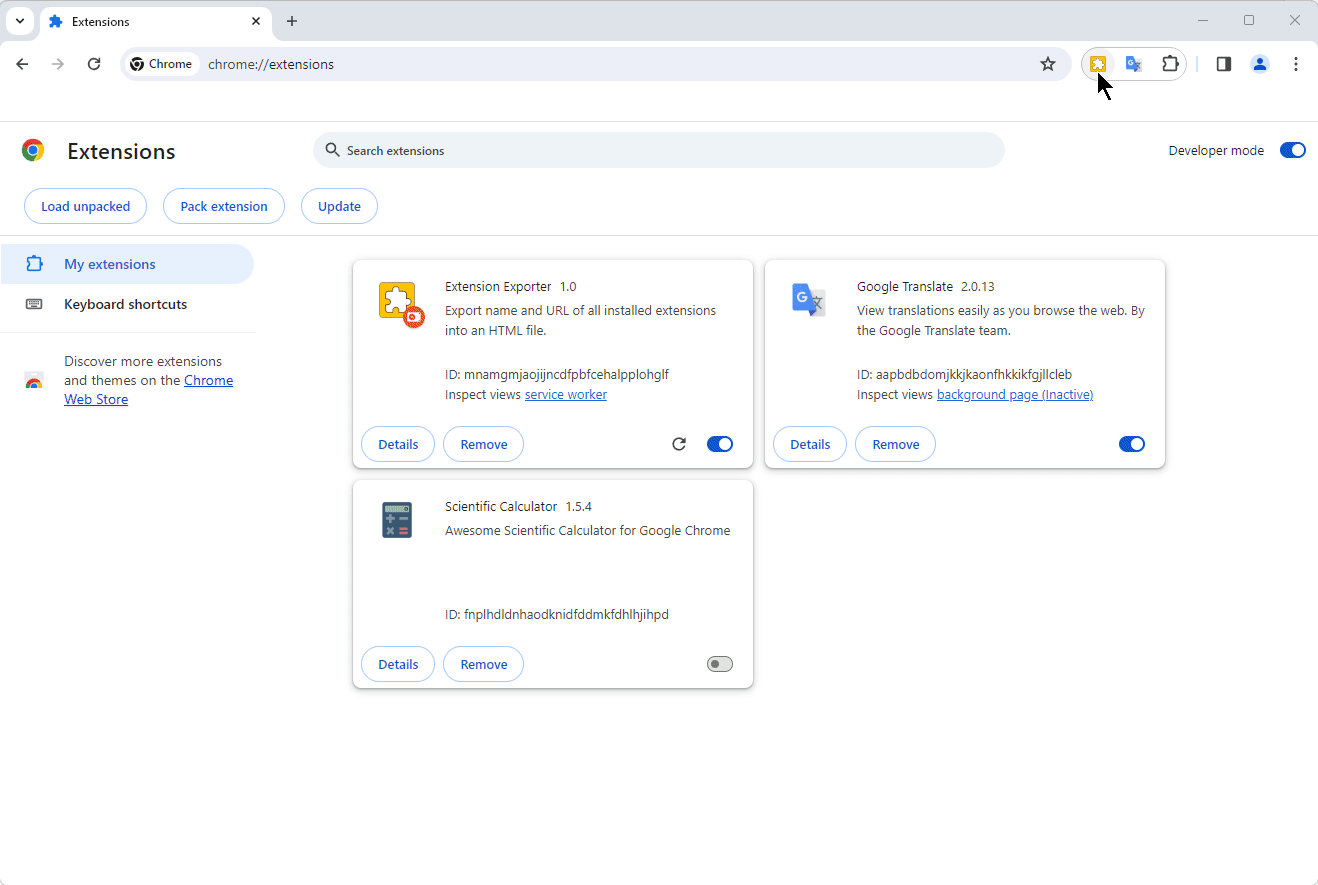 Extensions
Chrome
chrome://extensions
Extensions
Search extensions
Developer mode
Load unpacked
Pack extension
Update
My extensions
Keyboard shortcuts
Discover more extensions
and themes on the Chrome
Web Store
Extension Exporter 1.0
Export name and URL of all installed extensions
into an HTML file.
ID: mnamgmjaojijncdfpbfcehalpplohglf
Inspect views service worker
Details
Remove
Google Translate 2.0.13
View translations easily as you browse the web. By
the Google Translate team.
ID: aapbdbdomjkkjkaonfhkkikfgjllcleb
Inspect views background page (Inactive)
Details
Remove
Scientific Calculator 1.5.4
Awesome Scientific Calculator for Google Chrome
ID: fnplhdldnhaodknidfddmkfdhlhjihpd
Details
Remove